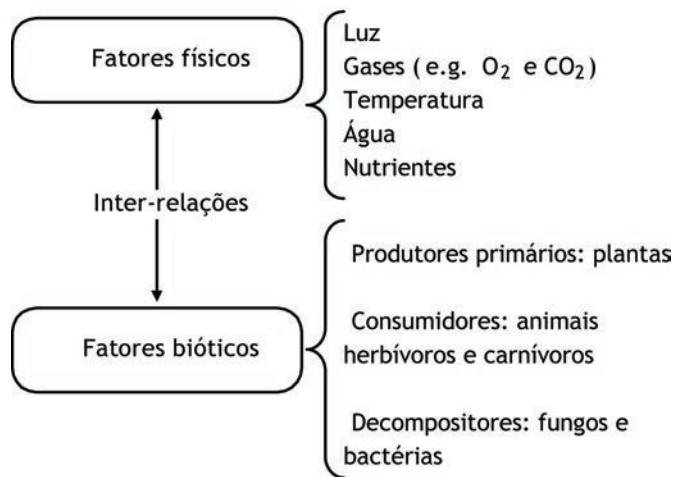 Fatores físicos
Luz
Gases ( e.g. O₂ e CO₂)
Temperatura
Água
Nutrientes
Inter-relações
Fatores bióticos
Produtores primários: plantas
Consumidores: animais
herbívoros e carnívoros
Decompositores: fungos e
bactérias